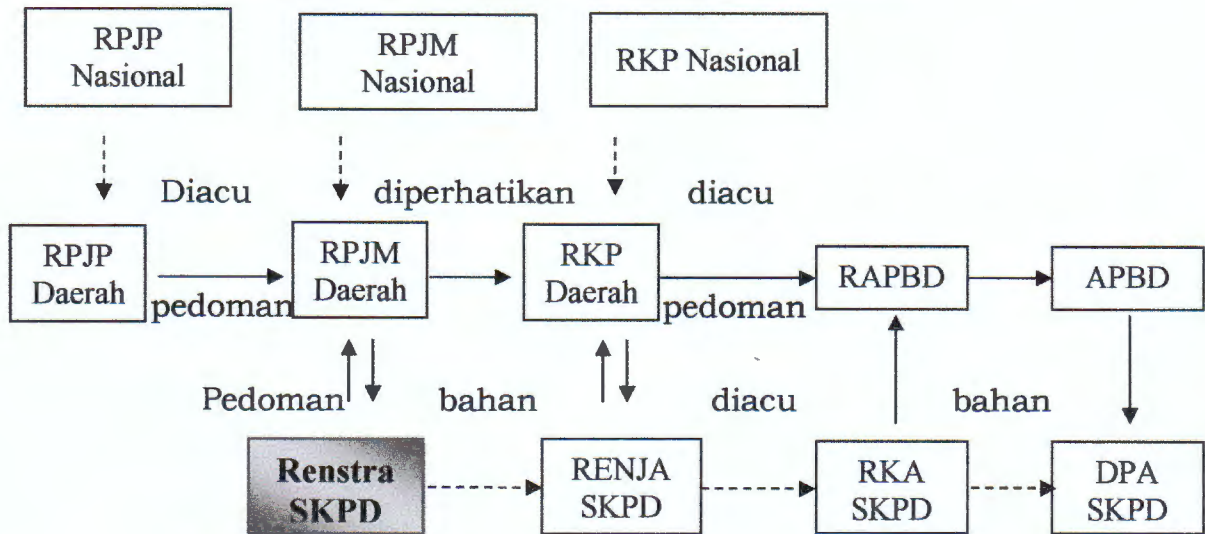 RPJP
Nasional
RPJM
Nasional
RKP Nasional
Diacu
diperhatikan
diacu
RPJP
Daerah
RPJM
Daerah
RKP
Daerah
RAPBD
APBD
pedoman
pedoman
Pedoman
bahan
diacu
bahan
Renstra
SKPD
RENJA
SKPD
RKA
SKPD
DPA
SKPD